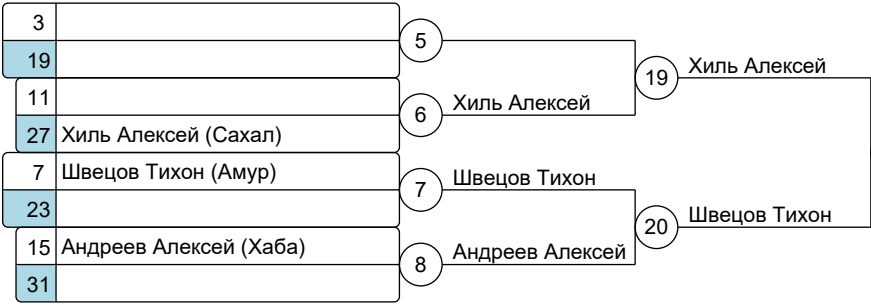 3
5
19
19 Хиль Алексей
11
6 Хиль Алексей
27 Хиль Алексей (Сахал)
7 Швецов Тихон (Амур)
7 Швецов Тихон
23
20 Швецов Тихон
15 Андреев Алексей (Хаба)
8 Андреев Алексей
31